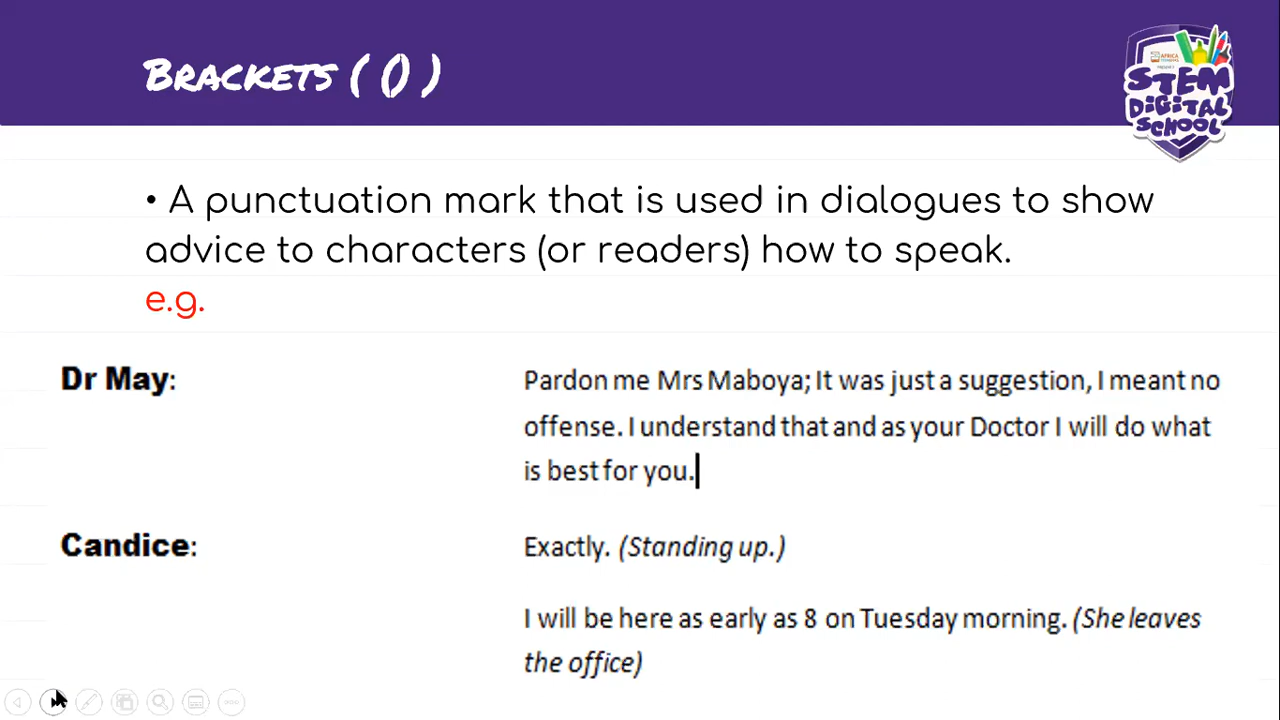 BRACKETS ( () )
AFRICA
STEM
DIGITAL
SCHOOL
• A punctuation mark that is used in dialogues to show
advice to characters (or readers) how to speak.
e.g.
Dr May:
Pardon me Mrs Maboya; It was just a suggestion, I meant no
offense. I understand that and as your Doctor I will do what
is best for you.
Candice:
Exactly. (Standing up.)
I will be here as early as 8 on Tuesday morning. (She leaves
the office)